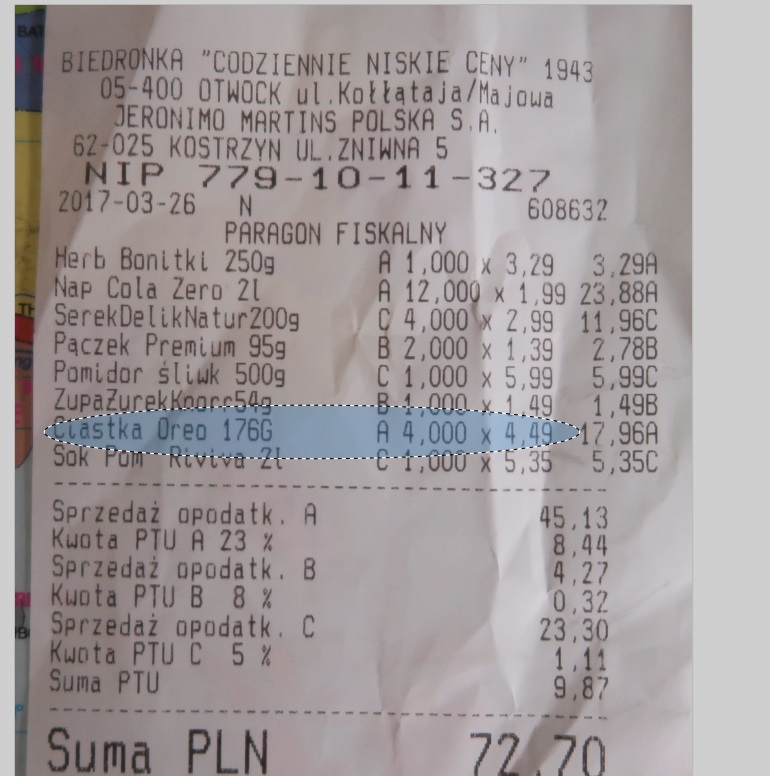 BIEDRONKA "CODZIENNIE NISKIE CENY" 1943
05-400 OTWOCK ul.Kołłątaja/Majowa
JERONIMO MARTINS POLSKA S.A.
62-025 KOSTRZYN UL.ŻNIWNA 5
NIP 779-10-11-327
2017-03-26 N 608632
PARAGON FISKALNY
Herb Bonitki 250g A 1,000 x 3,29 3,29A
Nap Cola Zero 2l A 12,000 x 1,99 23,88A
SerekDelikNatur200g C 4,000 x 2,99 11,96C
Pączek Premium 95g B 2,000 x 1,39 2,78B
Pomidor śliwk 500g C 1,000 x 5,99 5,99C
ZupaŻurekKnorr54g B 1,000 x 1,49 1,49B
Ciastka Oreo 176G A 4,000 x 4,49 17,96A
Sok Pom Riviva 2l C 1,000 x 5,35 5,35C
Sprzedaż opodatk. A 45,13
Kwota PTU A 23 % 8,44
Sprzedaż opodatk. B 4,27
Kwota PTU B 8 % 0,32
Sprzedaż opodatk. C 23,30
Kwota PTU C 5 % 1,11
Suma PTU 9,87
Suma PLN 72,70